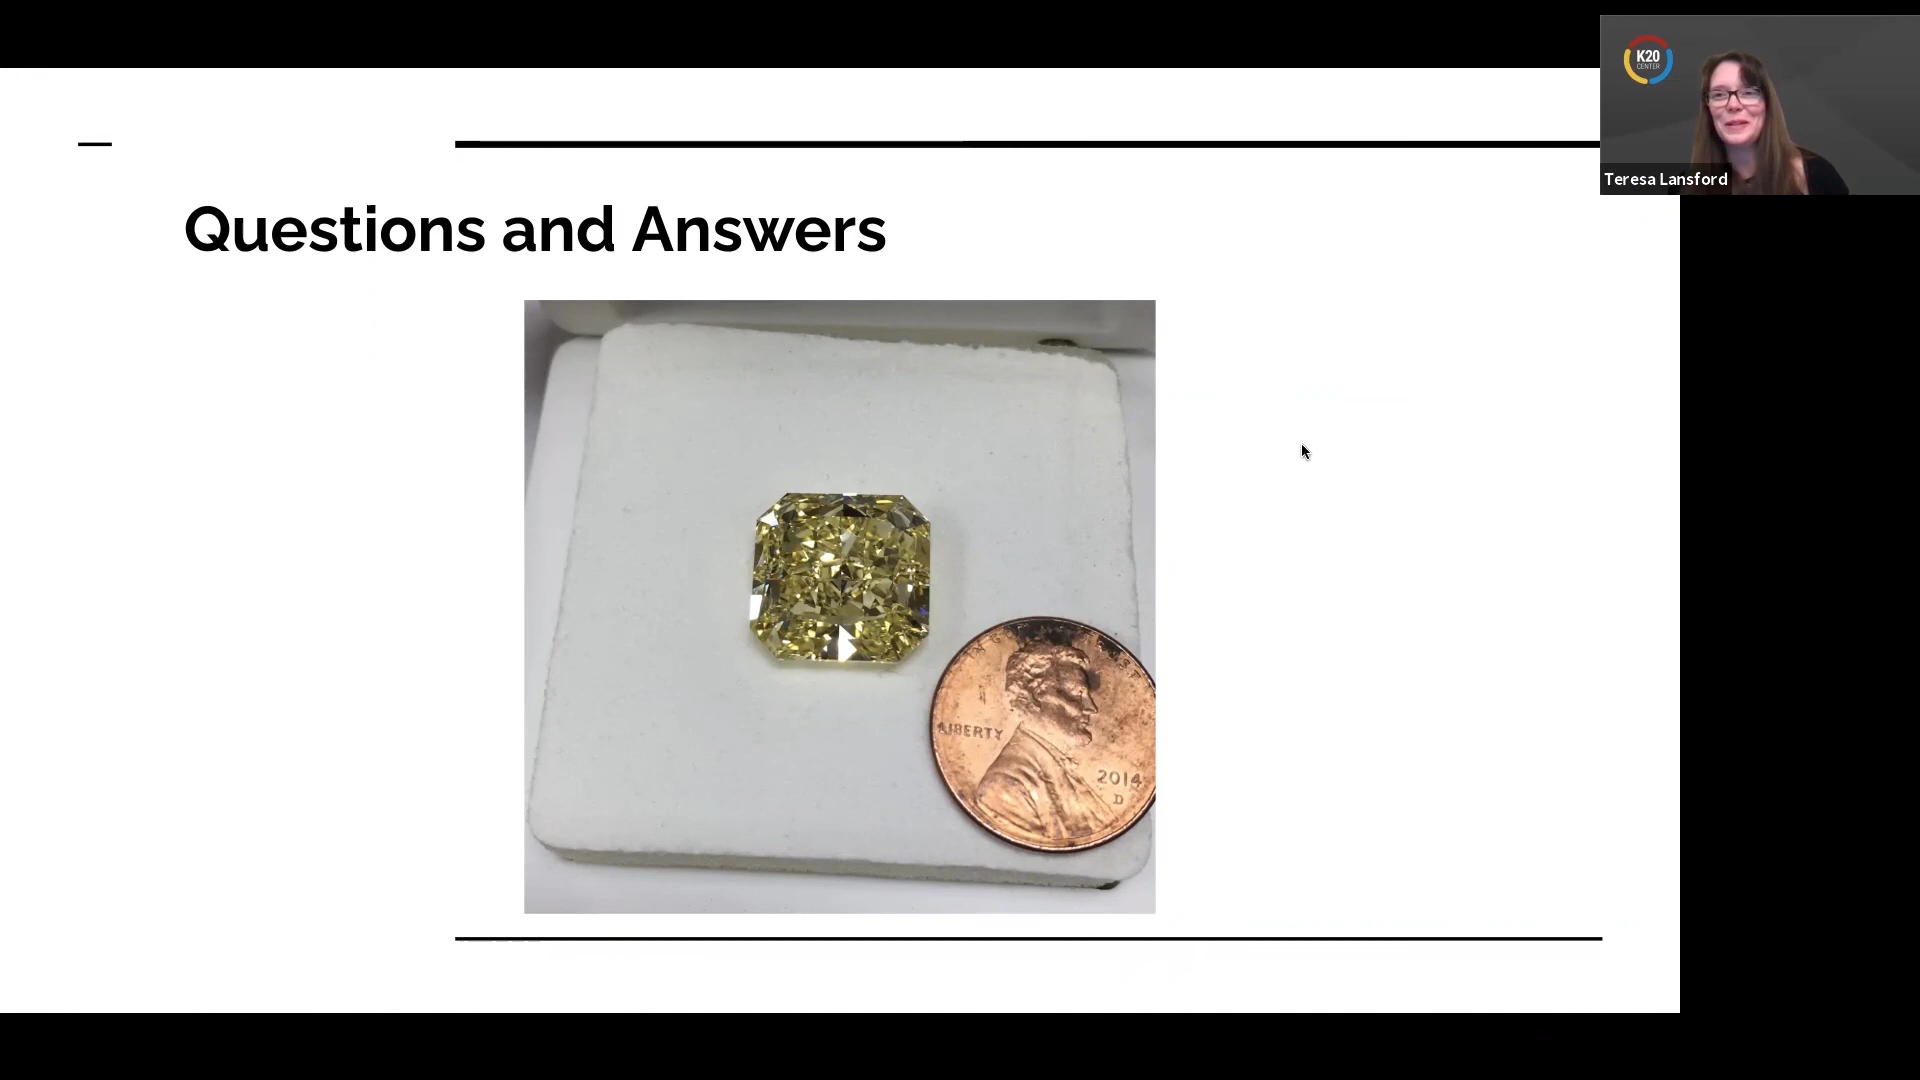 K20
CENTER
Teresa Lansford
Questions and Answers
LIBERTY
2014
D